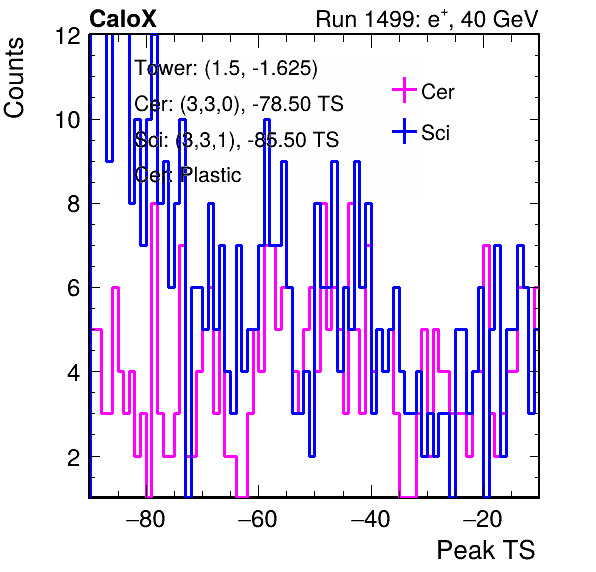 CaloX Run 1499: e+, 40 GeV
Counts
12
10
8
6
4
2
Tower: (1.5, -1.625)
Cer: (3,3,0), -78.50 TS
Sci: (3,3,1), -85.50 TS
Cer: Plastic
Cer
Sci
−80 −60 −40 −20
Peak TS